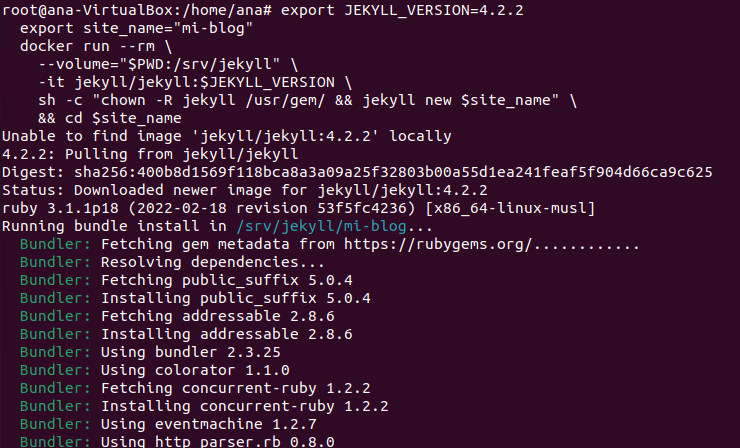 root@ana-VirtualBox:/home/ana# export JEKYLL_VERSION=4.2.2
export site_name="mi-blog"
docker run --rm \
--volume="$PWD:/srv/jekyll" \
-it jekyll/jekyll:$JEKYLL_VERSION \
sh -c "chown -R jekyll /usr/gem/ && jekyll new $site_name" \
&& cd $site_name
Unable to find image 'jekyll/jekyll:4.2.2' locally
4.2.2: Pulling from jekyll/jekyll
Digest: sha256:400b8d1569f118bca8a3a09a25f32803b00a55d1ea241feaf5f904d66ca9c625
Status: Downloaded newer image for jekyll/jekyll:4.2.2
ruby 3.1.1p18 (2022-02-18 revision 53f5fc4236) [x86_64-linux-musl]
Running bundle install in /srv/jekyll/mi-blog...
Bundler: Fetching gem metadata from https://rubygems.org/............
Bundler: Resolving dependencies...
Bundler: Fetching public_suffix 5.0.4
Bundler: Installing public_suffix 5.0.4
Bundler: Fetching addressable 2.8.6
Bundler: Installing addressable 2.8.6
Bundler: Using bundler 2.3.25
Bundler: Using colorator 1.1.0
Bundler: Fetching concurrent-ruby 1.2.2
Bundler: Installing concurrent-ruby 1.2.2
Bundler: Using eventmachine 1.2.7
Bundler: Using http_parser.rb 0.8.0